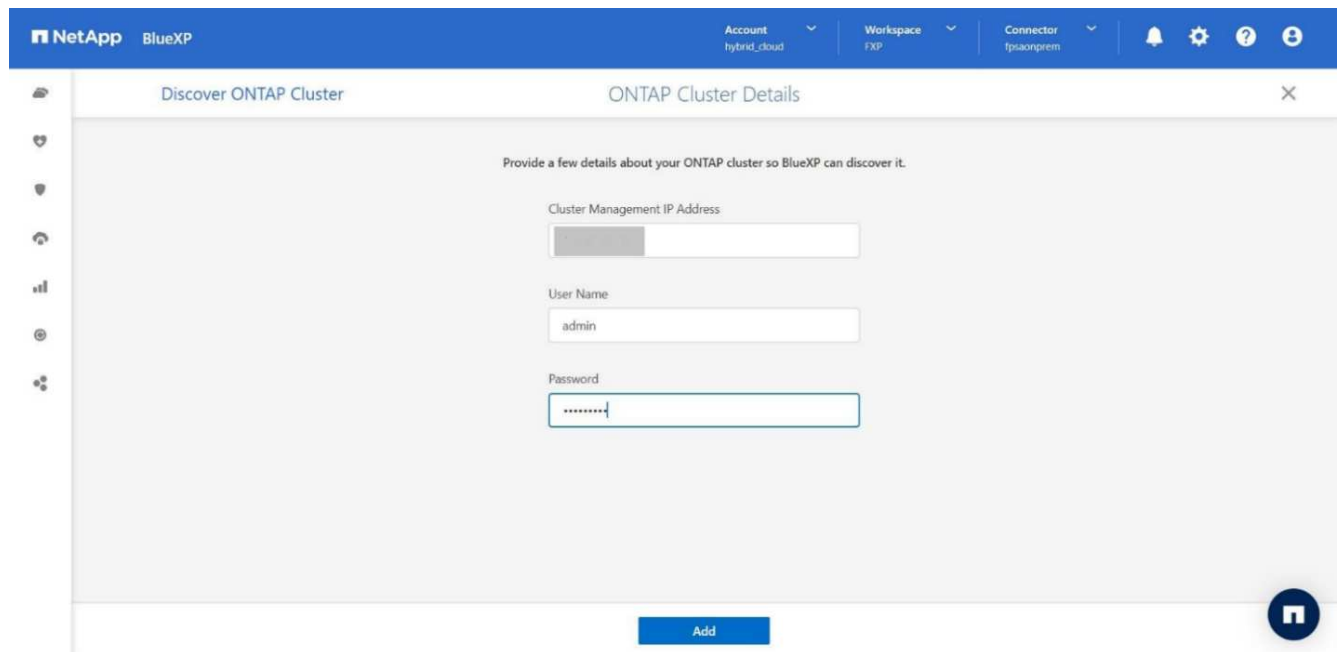 NetApp BlueXP
Account
hybrid_cloud
Workspace
FXP
Connector
fpsaonprem
Discover ONTAP Cluster
ONTAP Cluster Details
Provide a few details about your ONTAP cluster so BlueXP can discover it.
Cluster Management IP Address
User Name
admin
Password
•••••••••
Add